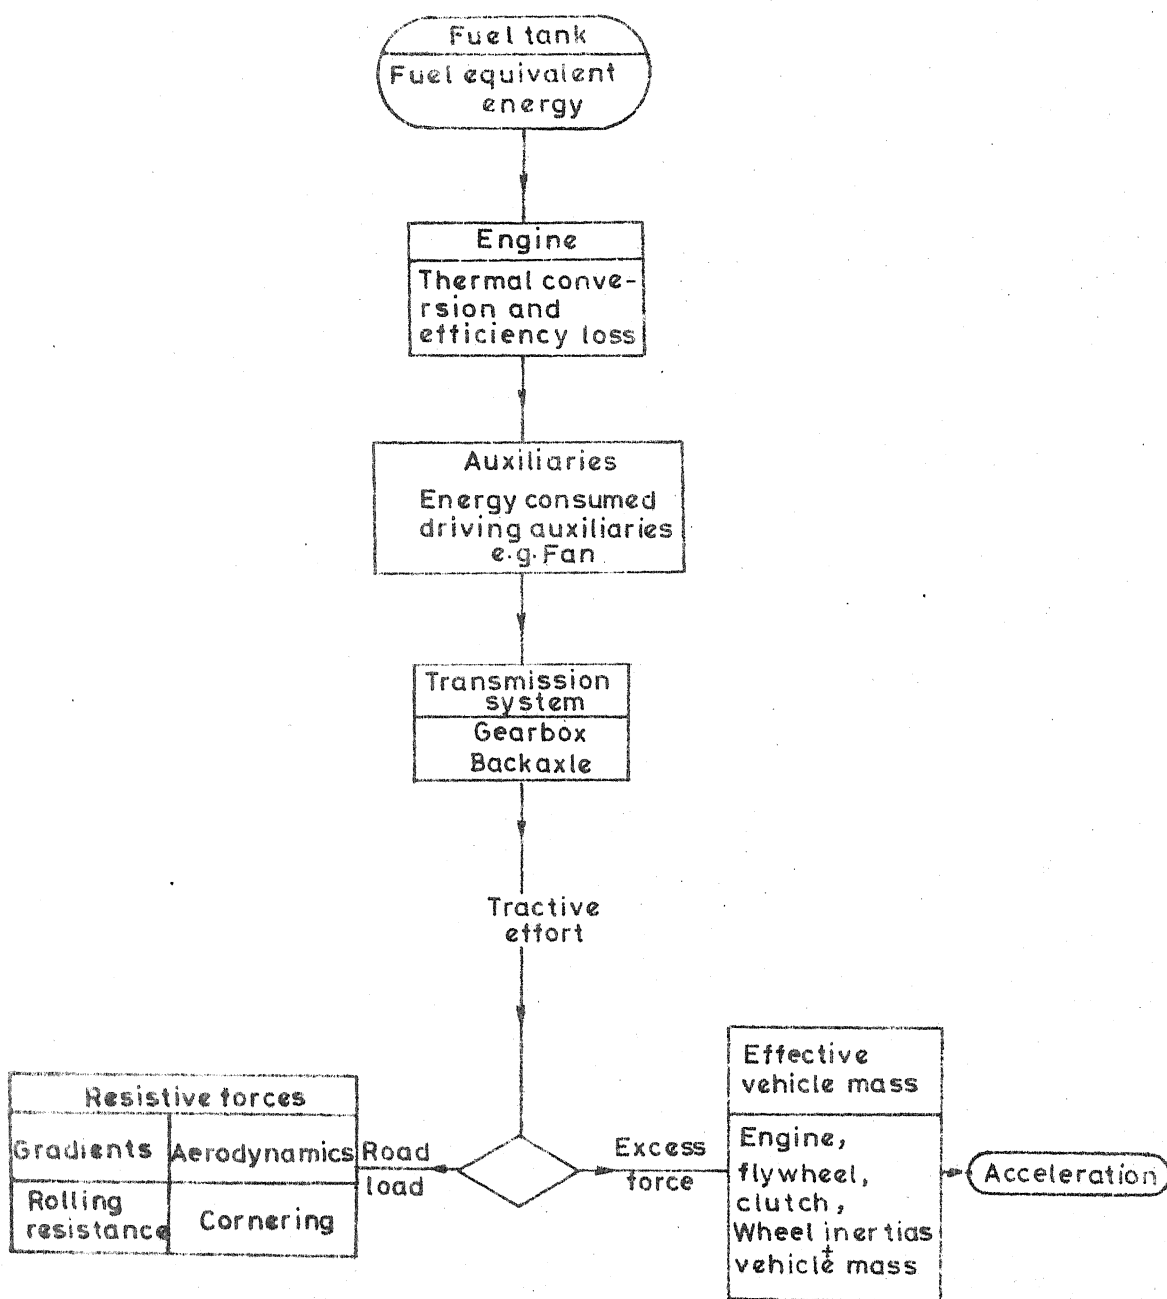 Fuel tank
Fuel equivalent
energy
Engine
Thermal conve-
rsion and
efficiency loss
Auxiliaries
Energy consumed
driving auxiliaries
e.g. Fan
Transmission
system
Gearbox
Backaxle
Tractive
effort
Resistive forces
Gradients
Aerodynamics
Rolling
resistance
Cornering
Road
load
Excess
force
Effective
vehicle mass
Engine,
flywheel,
clutch,
Wheel inertias
+
vehicle mass
Acceleration